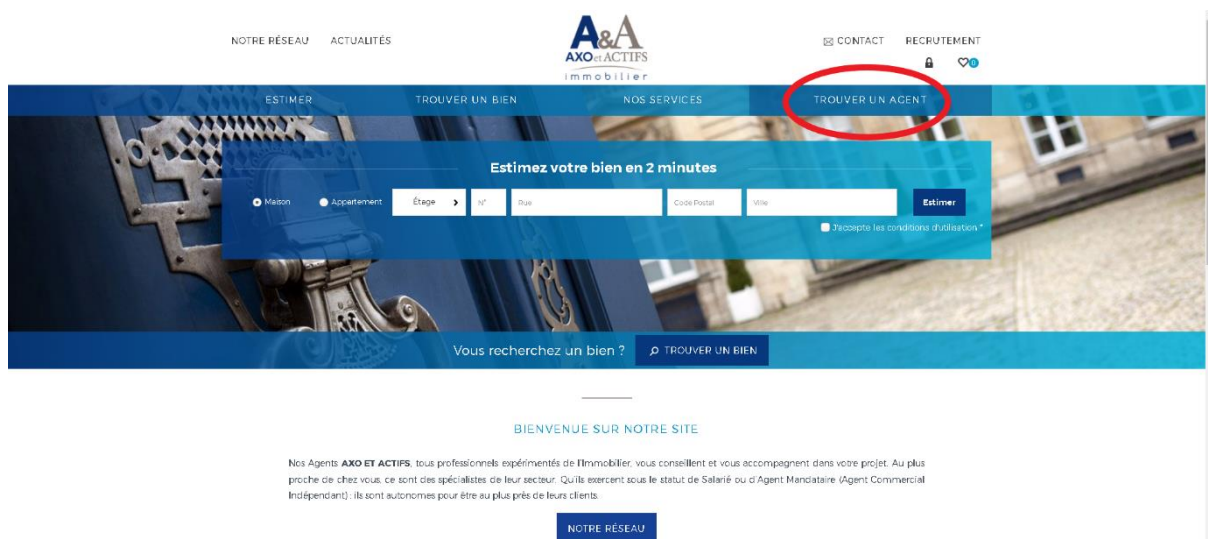 NOTRE RÉSEAU ACTUALITÉS
A&A
AXO et ACTIFS
immobilier
CONTACT RECRUTEMENT
0
ESTIMER TROUVER UN BIEN NOS SERVICES TROUVER UN AGENT
Estimez votre bien en 2 minutes
Maison Appartement Étage N° Rue Code Postal Ville Estimer
J'accepte les conditions d'utilisation *
Vous recherchez un bien ? TROUVER UN BIEN
BIENVENUE SUR NOTRE SITE
Nos Agents AXO ET ACTIFS, tous professionnels expérimentés de l'Immobilier, vous conseillent et vous accompagnent dans votre projet. Au plus
proche de chez vous, ce sont des spécialistes de leur secteur. Qu'ils exercent sous le statut de Salarié ou d'Agent Mandataire (Agent Commercial
Indépendant) : ils sont autonomes pour être au plus près de leurs clients.
NOTRE RÉSEAU